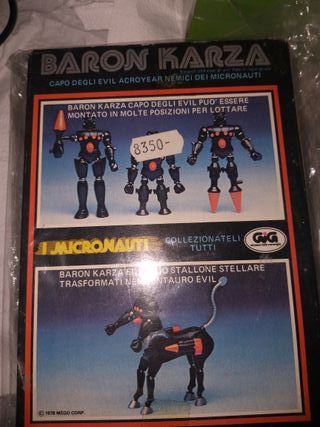 BARON KARZA
CAPO DEGLI EVIL ACROYEAR NEMICI DEI MICRONAUTI
BARON KARZA CAPO DEGLI EVIL PUO' ESSERE
MONTATO IN MOLTE POSIZIONI PER LOTTARE
8350-
I MICRONAUTI
COLLEZIONATELI
TUTTI
GiG
BARON KARZA STALLONE STELLARE
TRASFORMATI CENTAURO EVIL
© 1978 MEGO CORP.